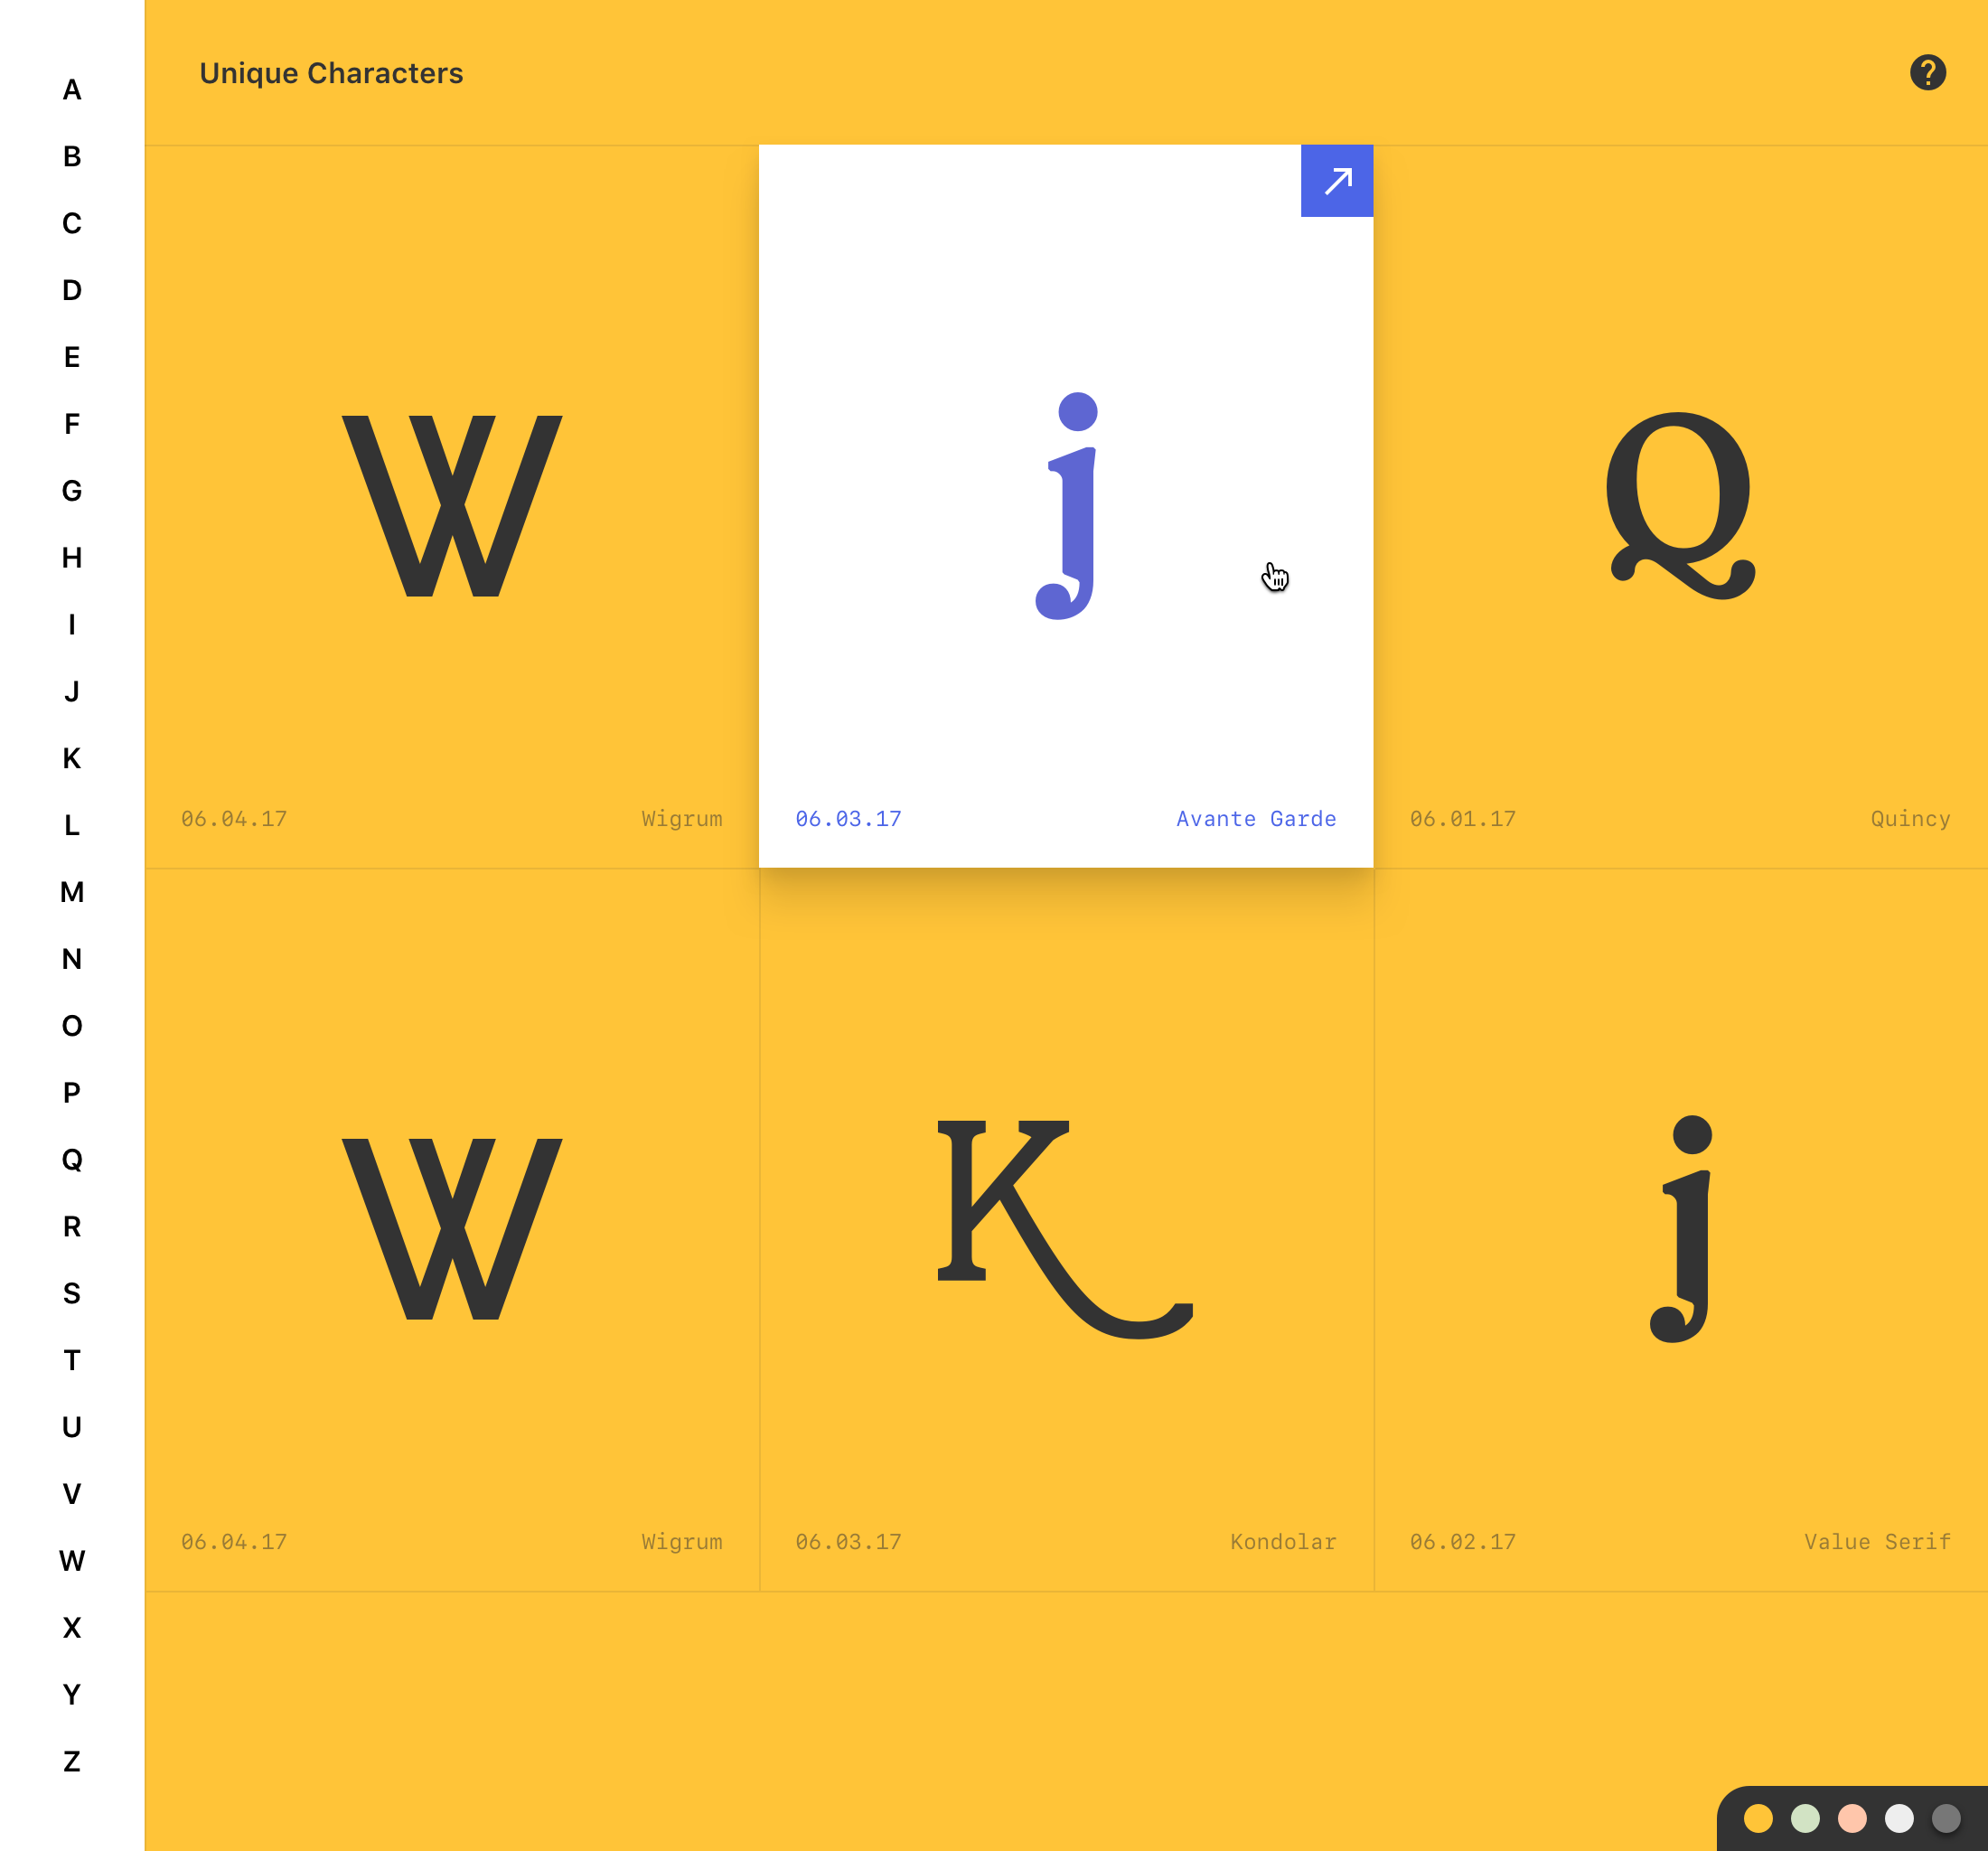 A
B
C
D
E
F
G
H
I
J
K
L
M
N
O
P
Q
R
S
T
U
V
W
X
Y
Z
Unique Characters
?
W
06.04.17 Wigrum
j
06.03.17 Avante Garde
Q
06.01.17 Quincy
W
06.04.17 Wigrum
K
06.03.17 Kondolar
j
06.02.17 Value Serif